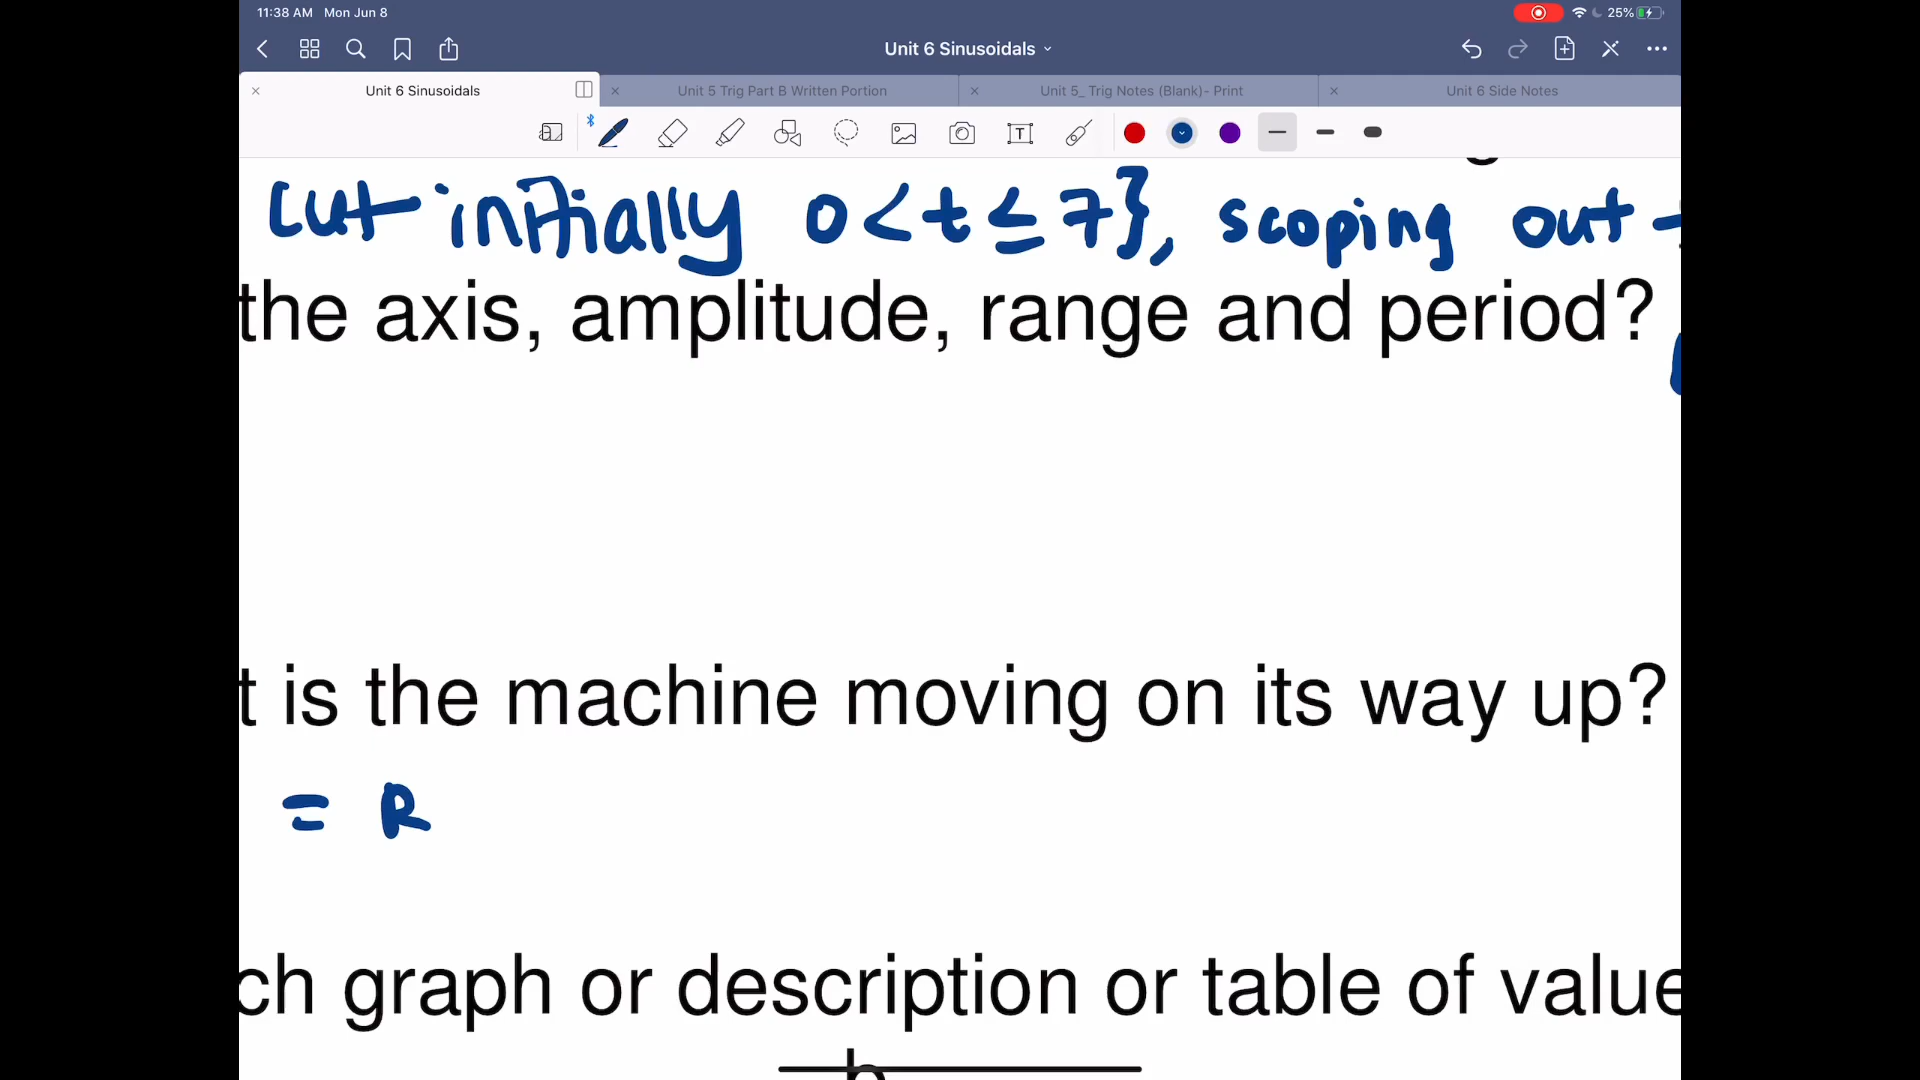 11:38 AM Mon Jun 8 25%
Unit 6 Sinusoidals
Unit 6 Sinusoidals Unit 5 Trig Part B Written Portion Unit 5_ Trig Notes (Blank)- Print Unit 6 Side Notes
T
cut initially 0 < t ≤ 7}, scoping out
the axis, amplitude, range and period?
t is the machine moving on its way up?
= R
ch graph or description or table of value
h